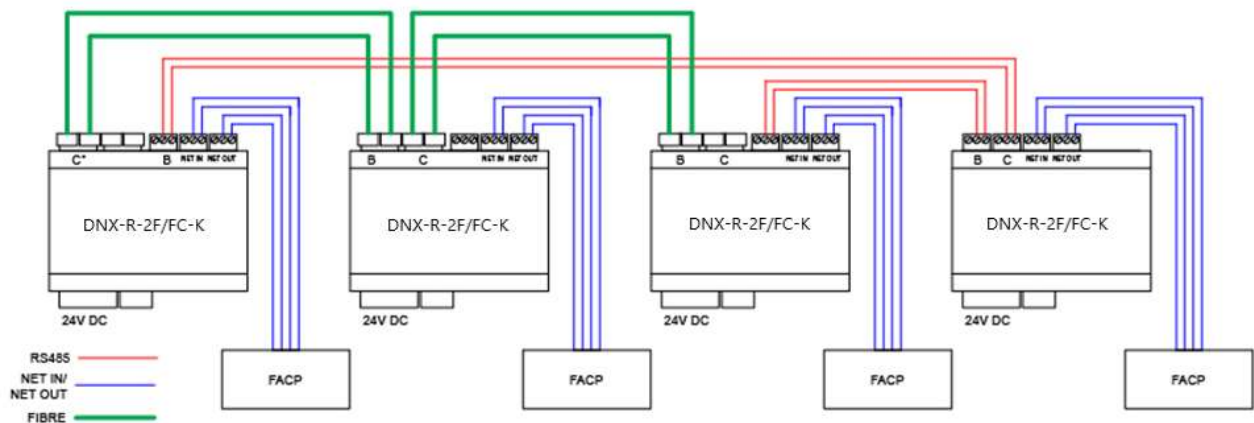 C* B NET IN NET OUT
B C NET IN NET OUT
B C NET IN NET OUT
B C NET IN NET OUT
DNX-R-2F/FC-K
DNX-R-2F/FC-K
DNX-R-2F/FC-K
DNX-R-2F/FC-K
24V DC
24V DC
24V DC
24V DC
RS485
NET IN/
NET OUT
FIBRE
FACP
FACP
FACP
FACP